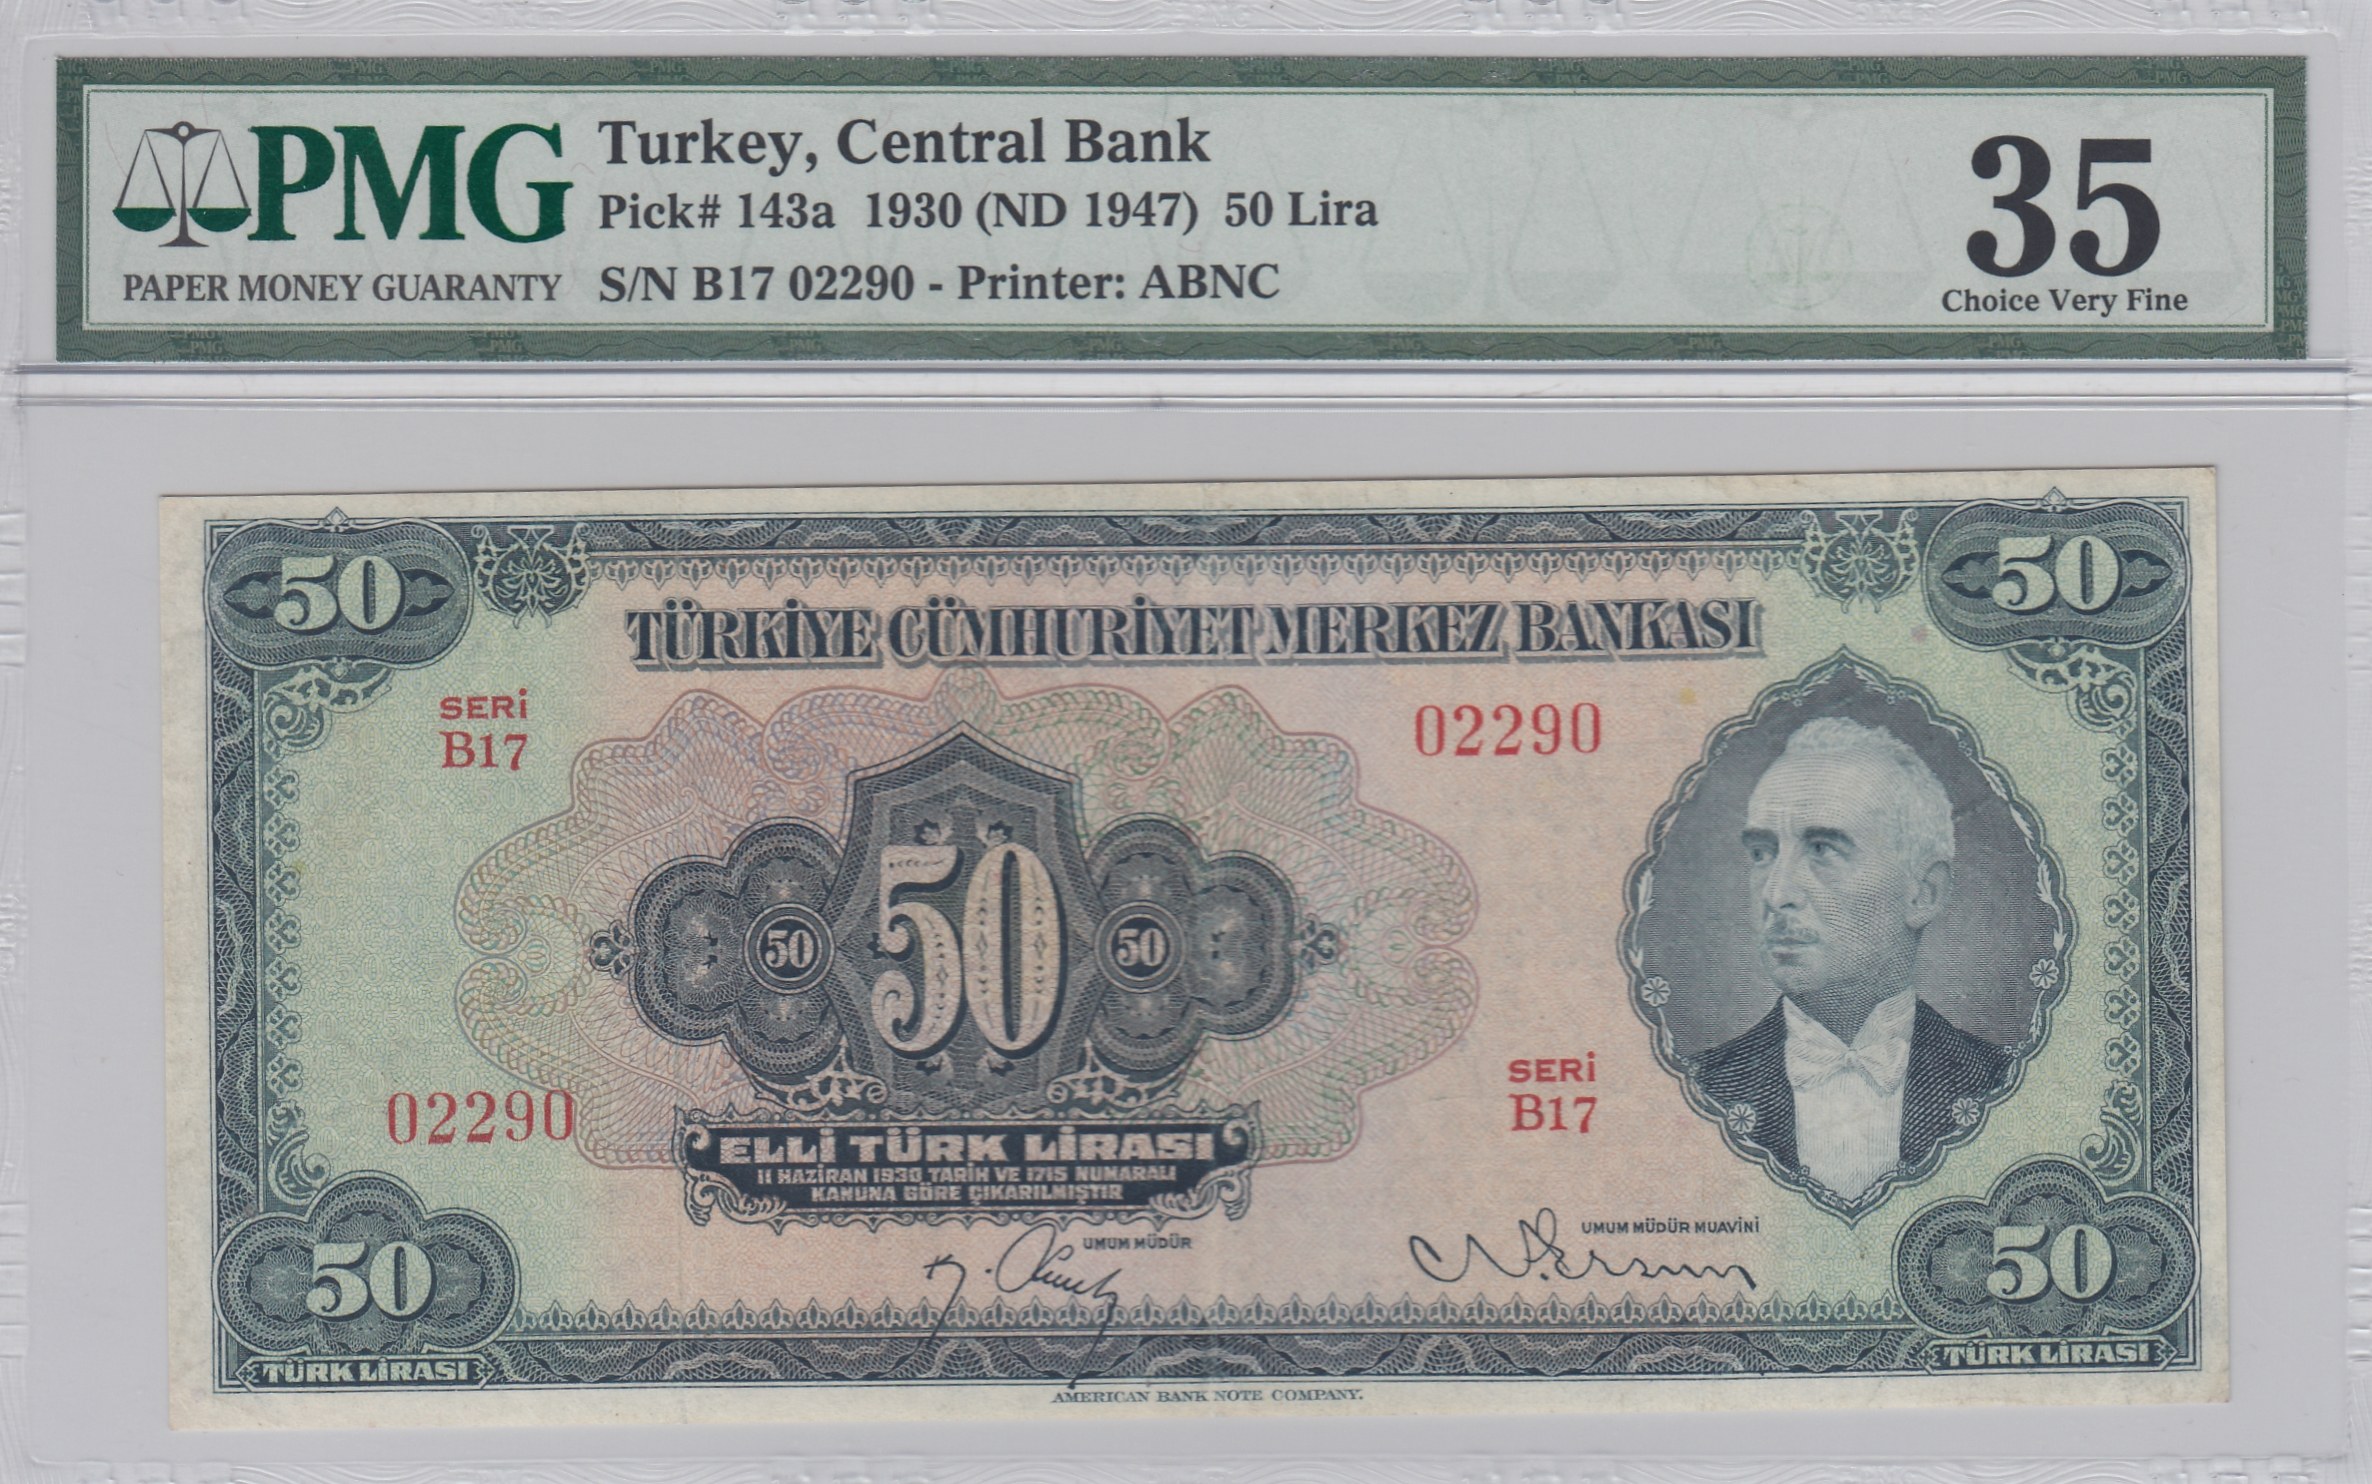 PMG
PAPER MONEY GUARANTY
Turkey, Central Bank
Pick# 143a 1930 (ND 1947) 50 Lira
S/N B17 02290 - Printer: ABNC
35
Choice Very Fine
50
50
TÜRKİYE CÜMHURİYET MERKEZ BANKASI
SERİ
B17
02290
50
50
50
02290
SERİ
B17
ELLİ TÜRK LİRASI
11 HAZİRAN 1930 TARİH VE 1715 NUMARALI
KANUNA GÖRE ÇIKARILMIŞTIR
UMUM MÜDÜR
UMUM MÜDÜR MUAVİNİ
50
50
TÜRK LİRASI
TÜRK LİRASI
AMERICAN BANK NOTE COMPANY.